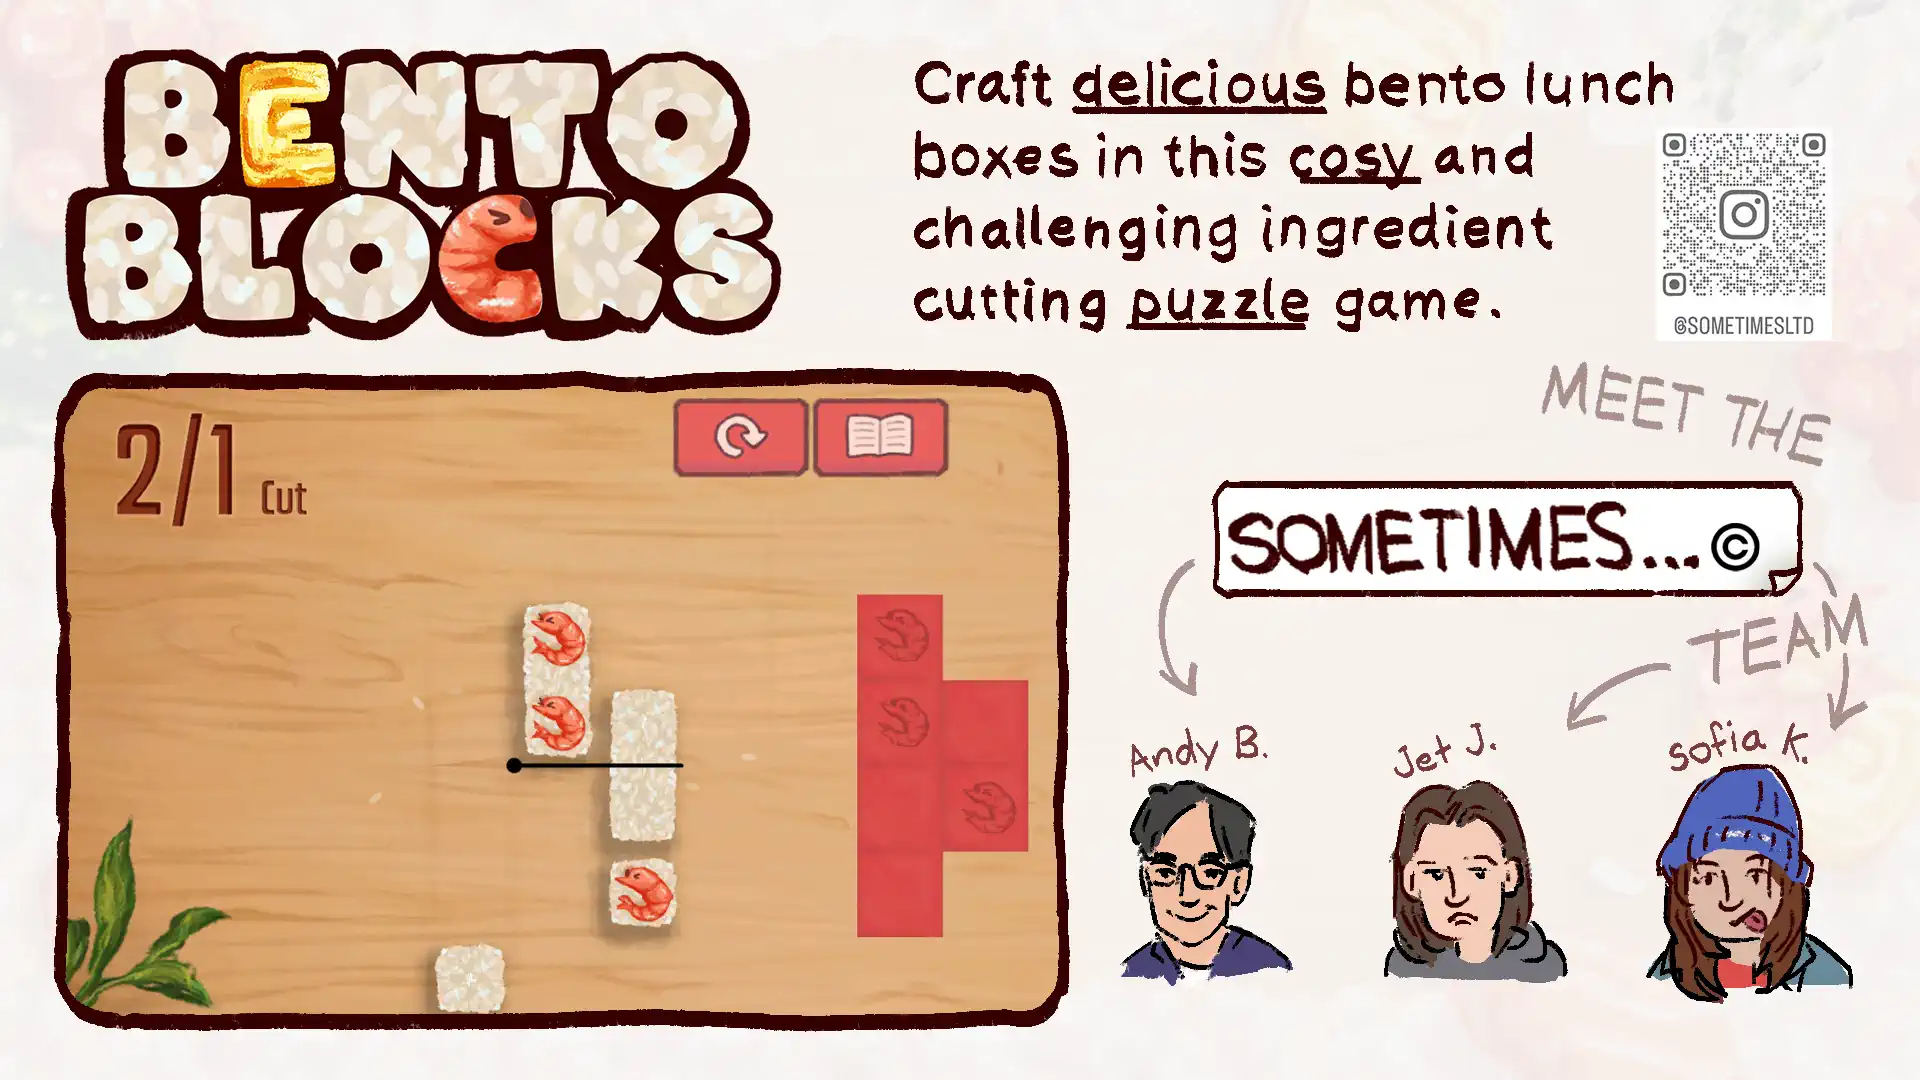 BENTO
BLOCKS
Craft delicious bento lunch
boxes in this cosy and
challenging ingredient
cutting puzzle game.
@SOMETIMESLTD
2/1 Cut
MEET THE
SOMETIMES...©
TEAM
Andy B.
Jet J.
Sofia K.